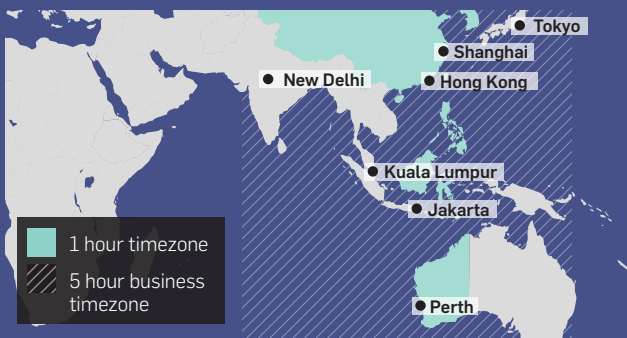 Tokyo
Shanghai
New Delhi
Hong Kong
Kuala Lumpur
Jakarta
Perth
1 hour timezone
5 hour business
timezone